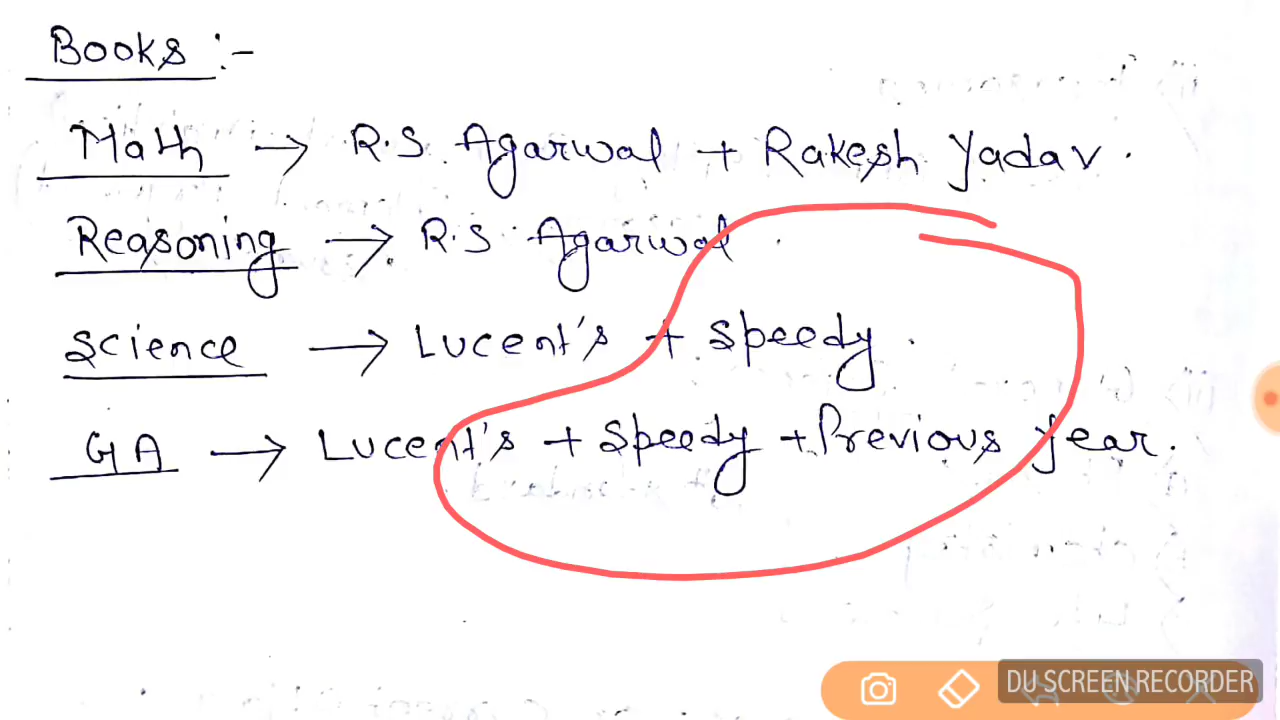 Books :-
Math → R.S Agarwal + Rakesh Yadav.
Reasoning → R.S Agarwal
Science → Lucent's + Speedy.
GA → Lucent's + Speedy + Previous Year.
DU SCREEN RECORDER